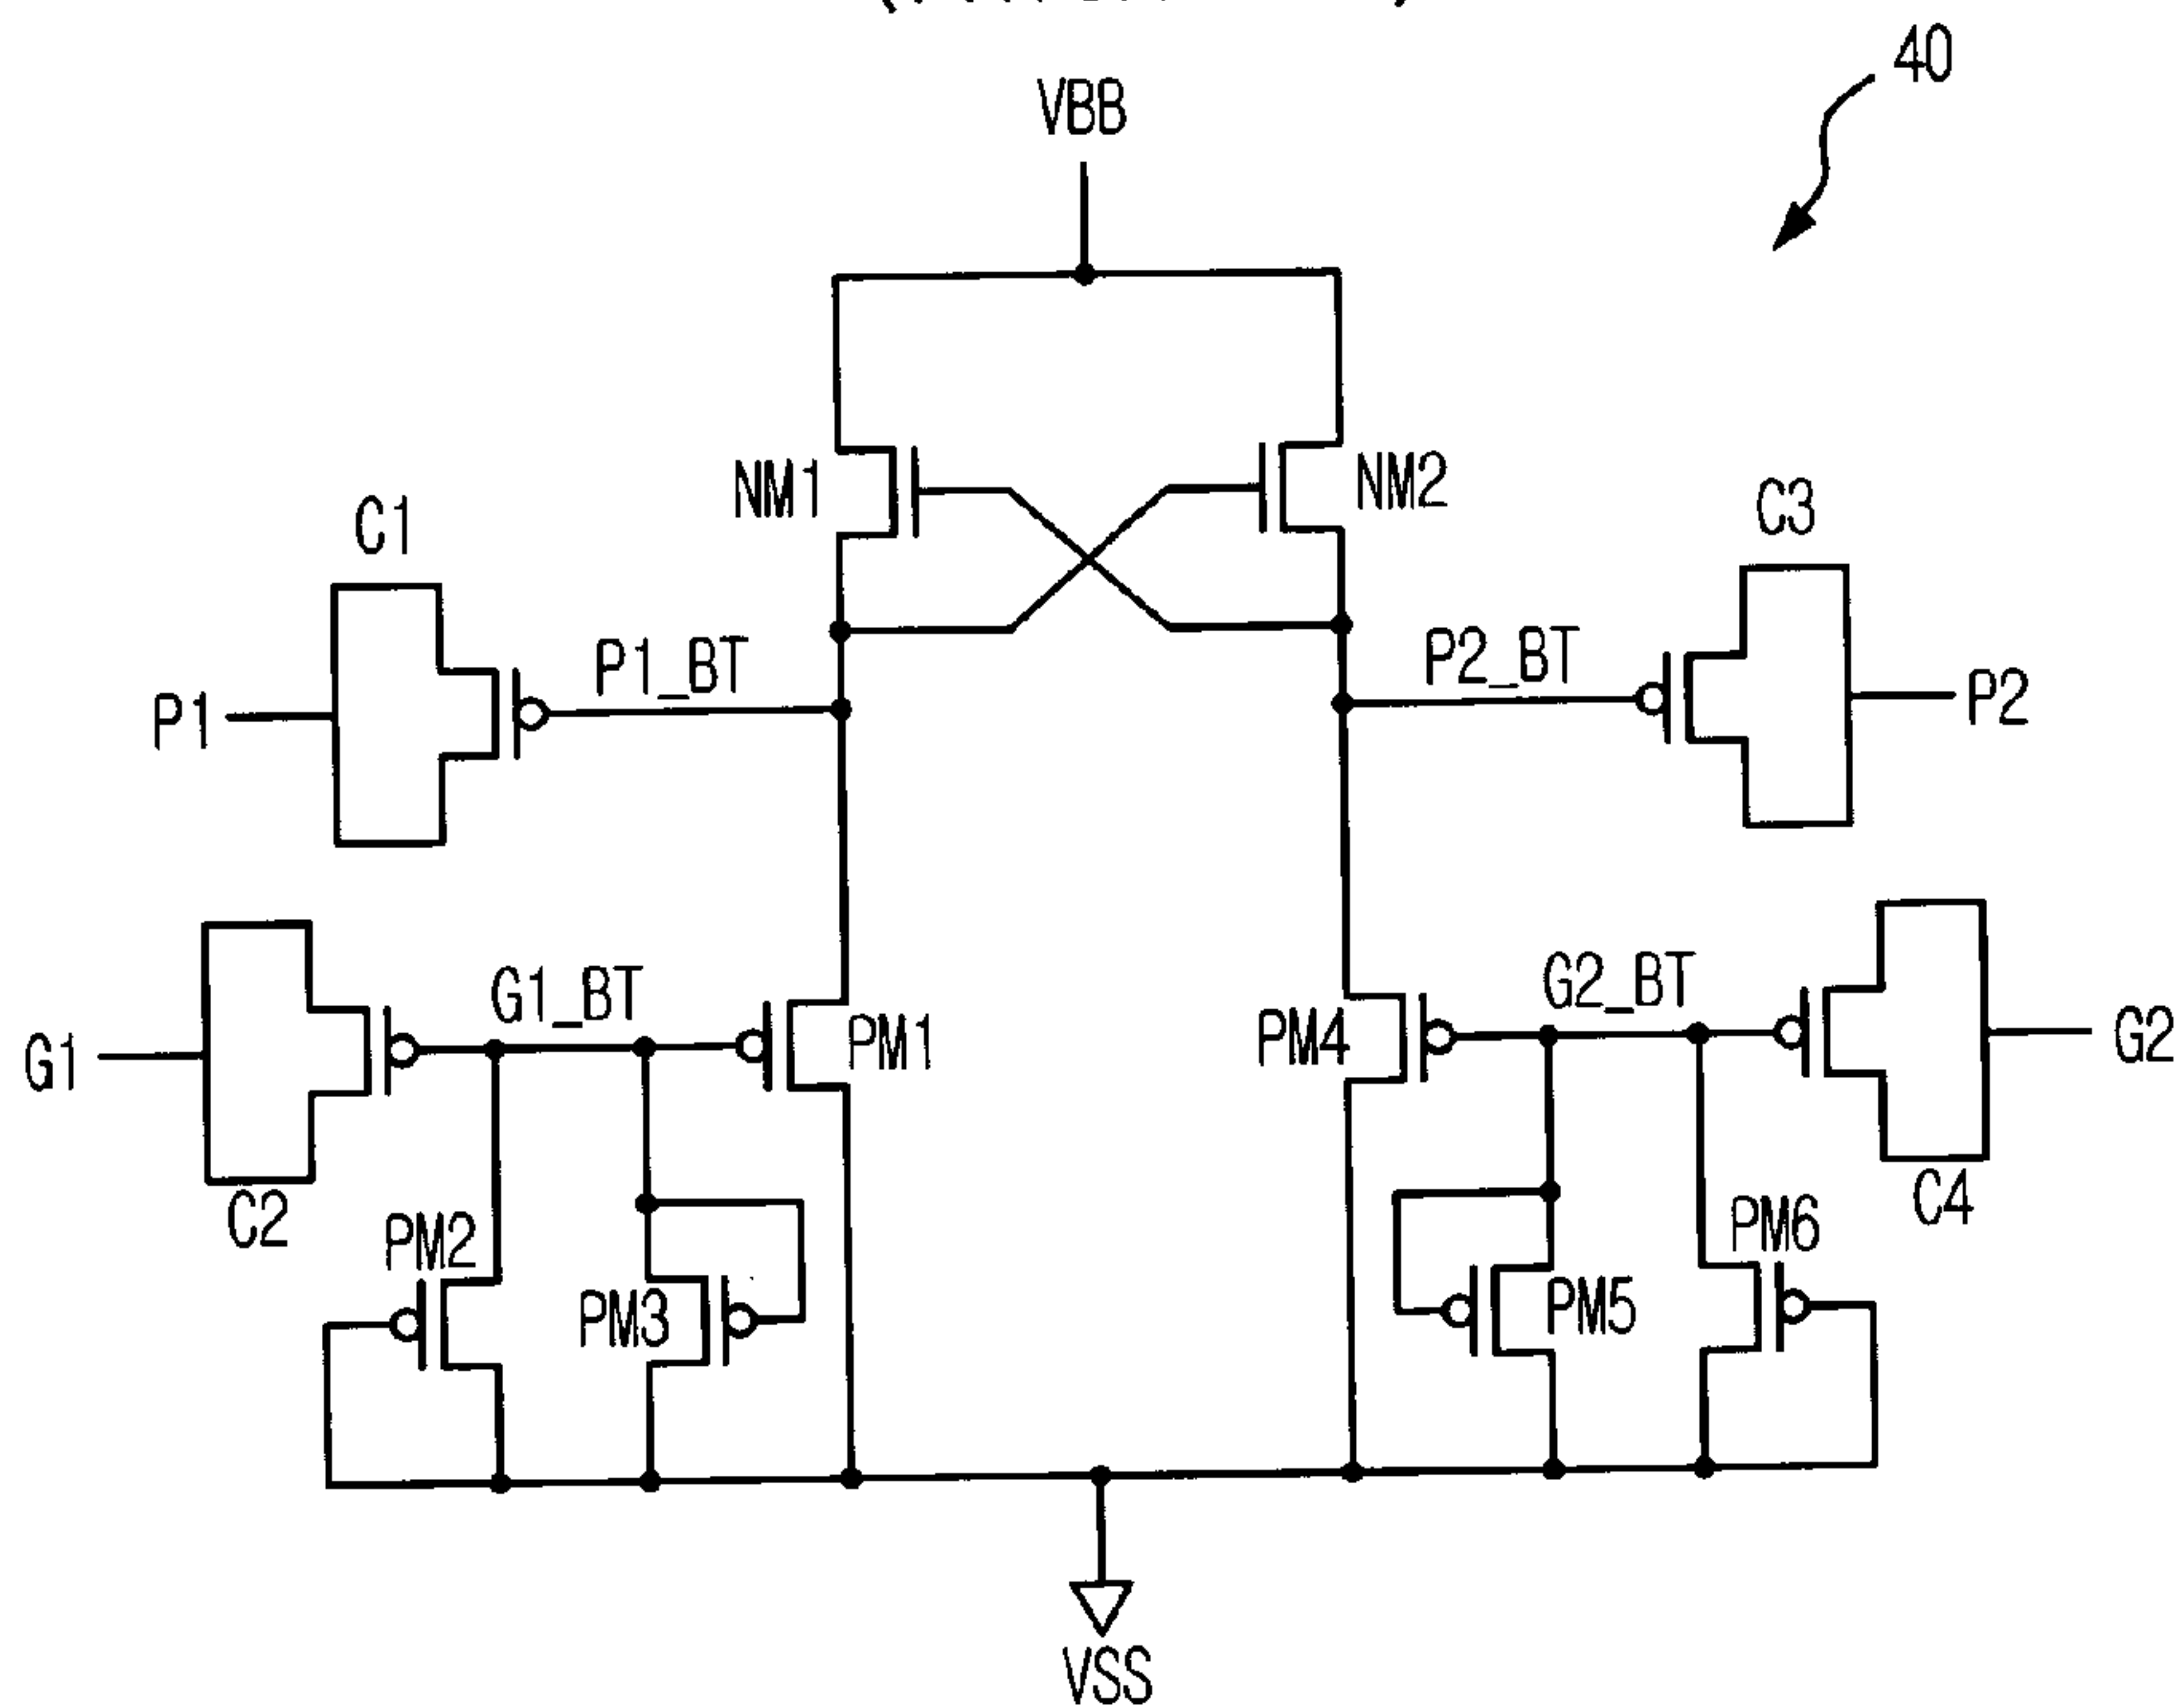 40
VBB
NM1
NM2
C1
C3
P1_BT
P2_BT
P1
P2
G1_BT
G2_BT
G1
PM1
PM4
G2
C2
PM2
PM3
PM5
PM6
C4
VSS